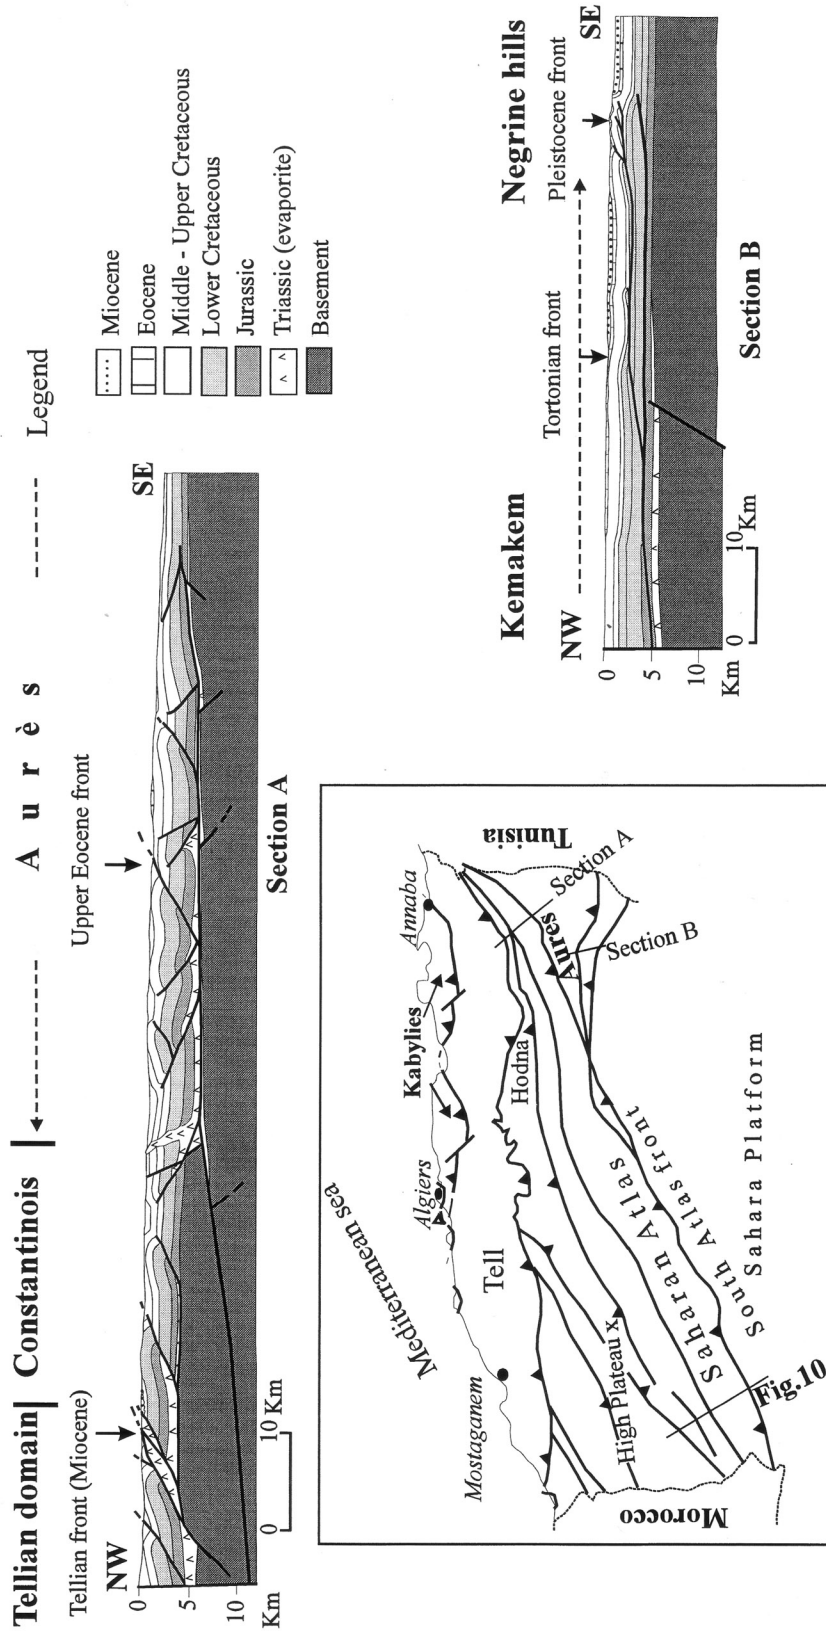 Tellian domain
Constantinois
Aurès
Tellian front (Miocene)
Upper Eocene front
NW
SE
0
5
10
Km
0
10 Km
Section A
Legend
Miocene
Eocene
Middle - Upper Cretaceous
Lower Cretaceous
Jurassic
Triassic (evaporite)
Basement
Kemakem
Negrine hills
Tortonian front
Pleistocene front
NW
SE
0
5
10
Km
0
10
Km
Section B
Mediterranean sea
Mostaganem
Algiers
Kabylies
Annaba
Tell
Hodna
High Plateau x
Saharan Atlas
South Atlas front
Sahara Platform
Aures
Section A
Section B
Fig.10
Morocco
Tunisia